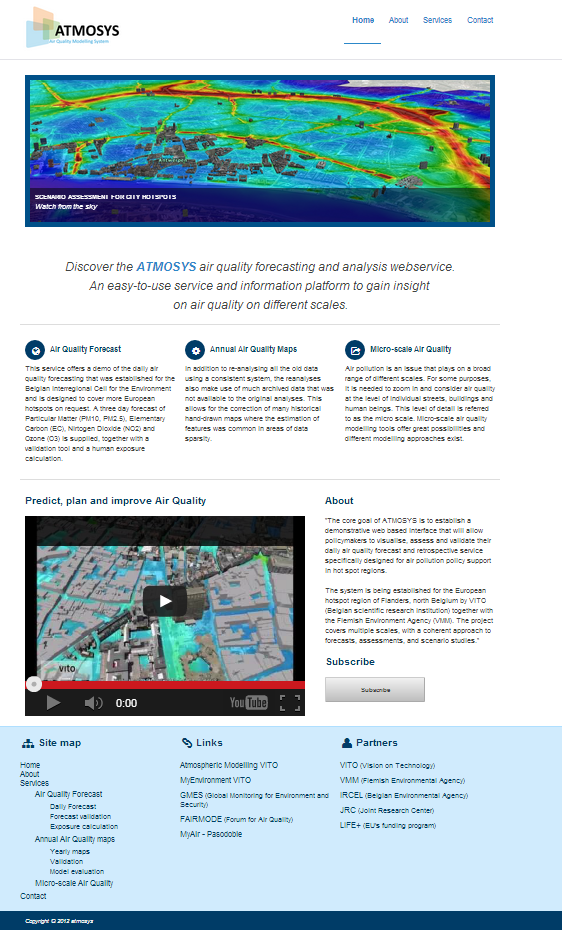 ATMOSYS
Air Quality Modelling System
Home About Services Contact
Antwerpen
SCENARIO ASSESSMENT FOR CITY HOTSPOTS
Watch from the sky
Discover the ATMOSYS air quality forecasting and analysis webservice.
An easy-to-use service and information platform to gain insight
on air quality on different scales.
Air Quality Forecast
This service offers a demo of the daily air
quality forecasting that was established for the
Belgian Interregional Cell for the Environment
and is designed to cover more European
hotspots on request. A three day forecast of
Particular Matter (PM10, PM2.5), Elementary
Carbon (EC), Nirtogen Dioxide (NO2) and
Ozone (O3) is supplied, together with a
validation tool and a human exposure
calculation.
Annual Air Quality Maps
In addition to re-analysing all the old data
using a consistent system, the reanalyses
also make use of much archived data that was
not available to the original analyses. This
allows for the correction of many historical
hand-drawn maps where the estimation of
features was common in areas of data
sparsity.
Micro-scale Air Quality
Air pollution is an issue that plays on a broad
range of different scales. For some purposes,
it is needed to zoom in and consider air quality
at the level of individual streets, buildings and
human beings. This level of detail is referred
to as the micro scale. Micro-scale air quality
modelling tools offer great possibilities and
different modelling approaches exist.
Predict, plan and improve Air Quality
vito
0:00
YouTube
About
"The core goal of ATMOSYS is to establish a
demonstrative web based interface that will allow
policymakers to visualise, assess and validate their
daily air quality forecast and retrospective service
specifically designed for air pollution policy support
in hot spot regions.
The system is being established for the European
hotspot region of Flanders, north Belgium by VITO
(Belgian scientific research institution) together with
the Flemish Environment Agency (VMM). The project
covers multiple scales, with a coherent approach to
forecasts, assessments, and scenario studies."
Subscribe
Subscribe
Site map
Home
About
Services
Air Quality Forecast
Daily Forecast
Forecast validation
Exposure calculation
Annual Air Quality maps
Yearly maps
Validation
Model evaluation
Micro-scale Air Quality
Contact
Links
Atmospheric Modelling VITO
MyEnvironment VITO
GMES (Global Monitoring for Environment and
Security)
FAIRMODE (Forum for Air Quality)
MyAir - Pasodoble
Partners
VITO (Vision on Technology)
VMM (Flemish Environmental Agency)
IRCEL (Belgian Environmental Agency)
JRC (Joint Research Center)
LIFE+ (EU's funding program)
Copyright © 2012 atmosys